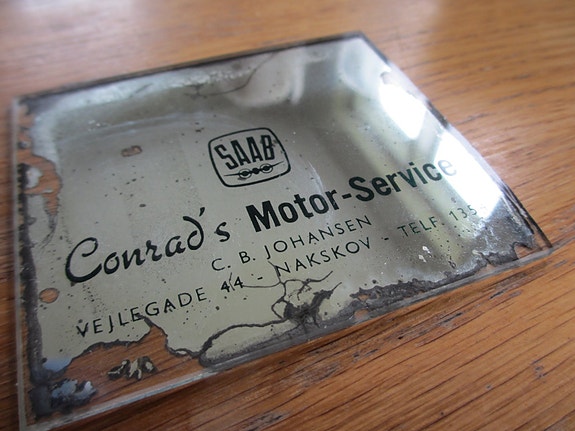 SAAB
Conrad's Motor-Service
C. B. JOHANSEN
VEJLEGADE 44 - NAKSKOV - TELF. 135